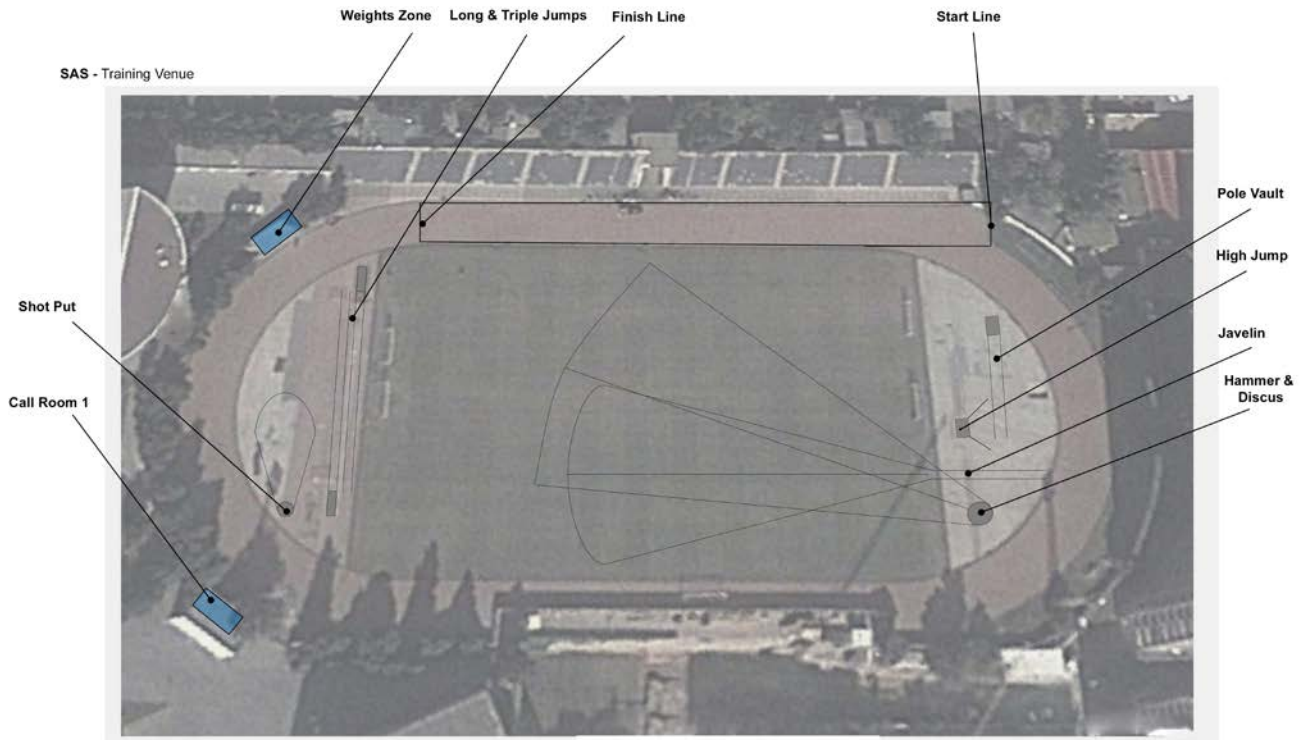 Weights Zone
Long & Triple Jumps
Finish Line
Start Line
SAS - Training Venue
Pole Vault
High Jump
Shot Put
Javelin
Hammer &
Discus
Call Room 1